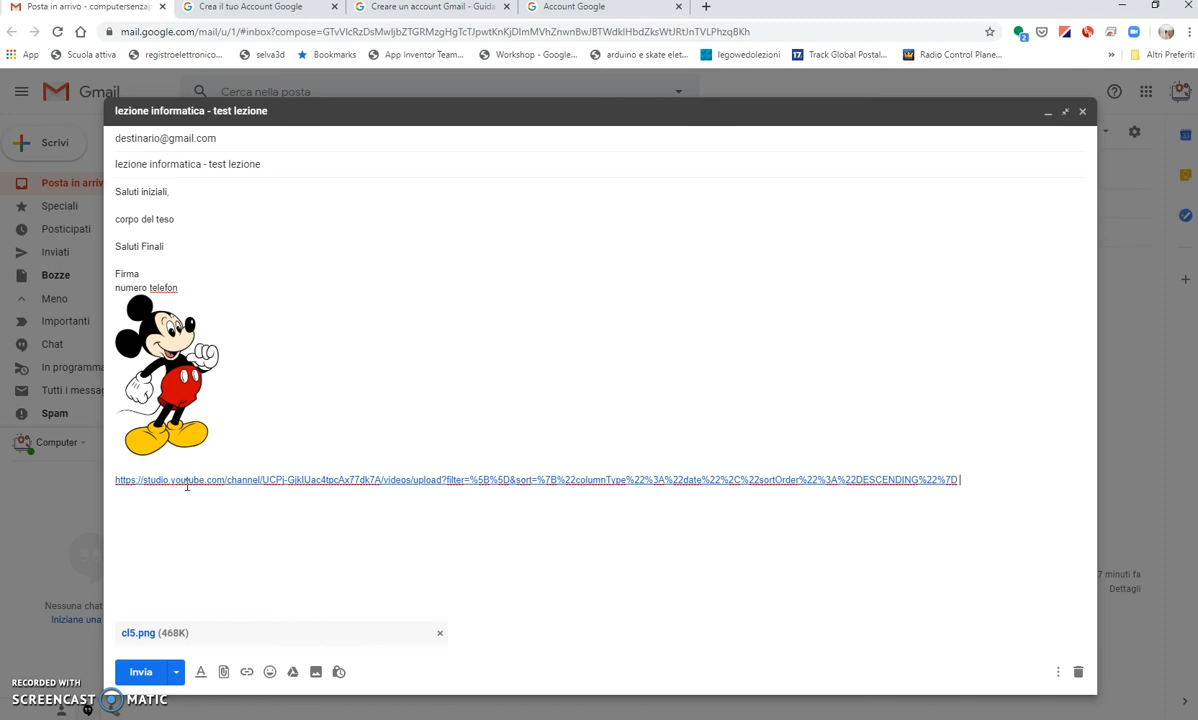 Posta in arrivo - computersenzap
Crea il tuo Account Google
Creare un account Gmail - Guida
Account Google
mail.google.com/mail/u/1/#inbox?compose=GTvVlcRzDsMwljbZTGRMzgHgTcTJpwtKnKjDlmMVhZnwnBwJBTWdklHbdZksWtJRtJnTVLPhzqBKh
App
Scuola attiva
registroelettronico...
selva3d
Bookmarks
App Inventor Team...
Workshop - Google...
arduino e skate elet...
legowedolezioni
Track Global Postal...
Radio Control Plane...
»
Altri Preferiti
Gmail
Cerca nella posta
Scrivi
Posta in arriv
Speciali
Posticipati
Inviati
Bozze
Meno
Importanti
Chat
In programma
Tutti i messag
Spam
Computer
Nessuna chat
Iniziane una
lezione informatica - test lezione
destinario@gmail.com
lezione informatica - test lezione
Saluti iniziali,
corpo del teso
Saluti Finali
Firma
numero telefon
https://studio.youtube.com/channel/UCPj-GjkIUac4tpcAx77dk7A/videos/upload?filter=%5B%5D&sort=%7B%22columnType%22%3A%22date%22%2C%22sortOrder%22%3A%22DESCENDING%22%7D
7 minuti fa
Dettagli
cl5.png (468K)
Invia
RECORDED WITH
SCREENCAST MATIC